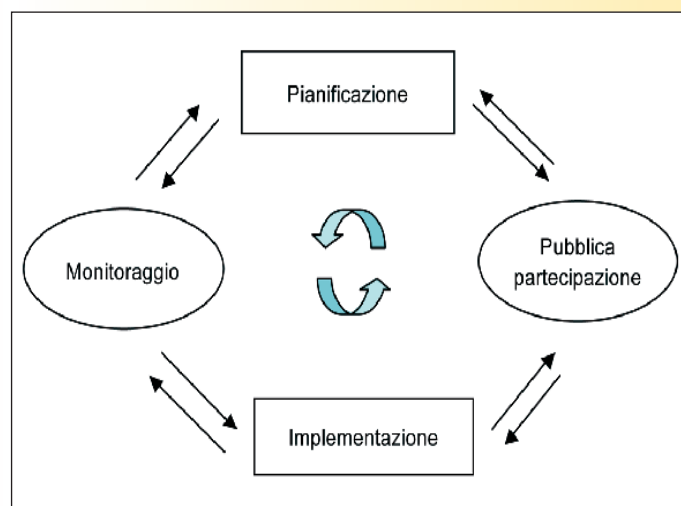 Pianificazione
Monitoraggio
Pubblica
partecipazione
Implementazione